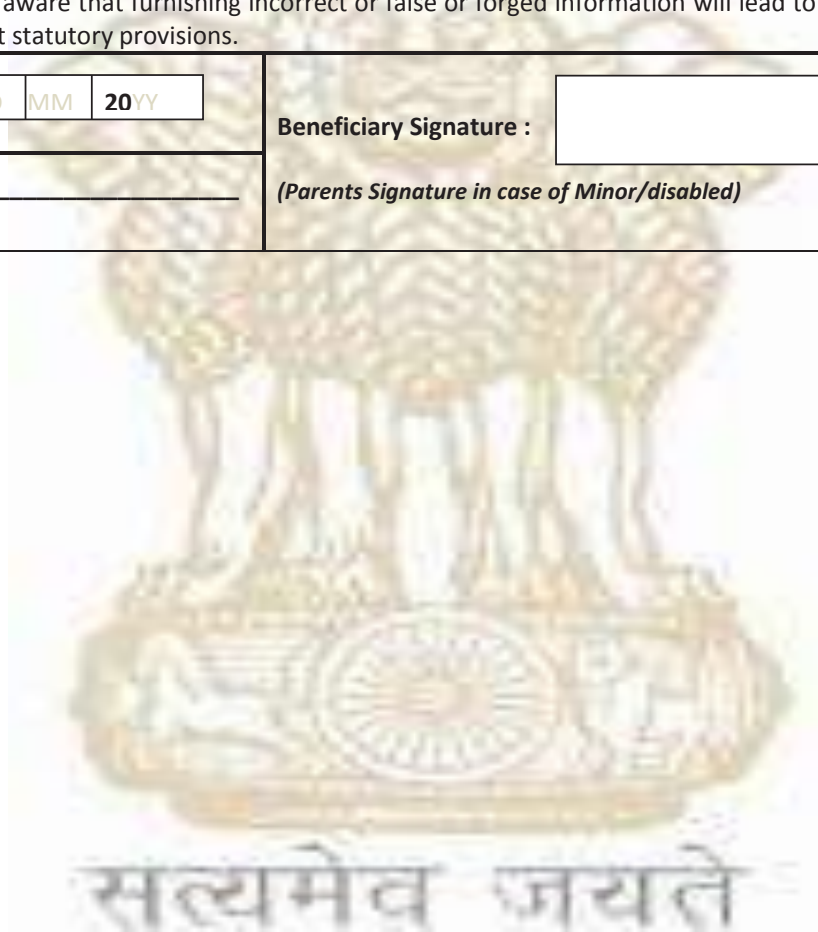 aware that furnishing incorrect or false or forged information will lead to
t statutory provisions.
MM 20YY
Beneficiary Signature :
(Parents Signature in case of Minor/disabled)
सत्यमेव जयते